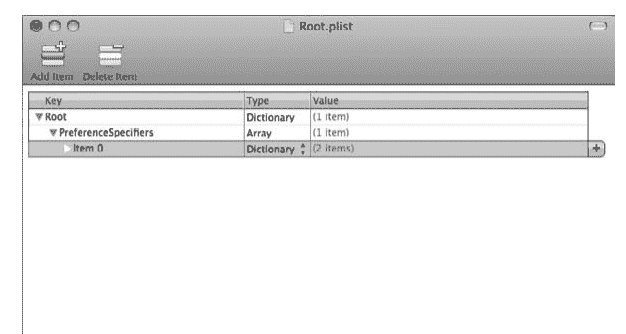 Root.plist
Add Item Delete Item
Key Type Value
Root Dictionary (1 item)
PreferenceSpecifiers Array (1 item)
Item 0 Dictionary (2 items)